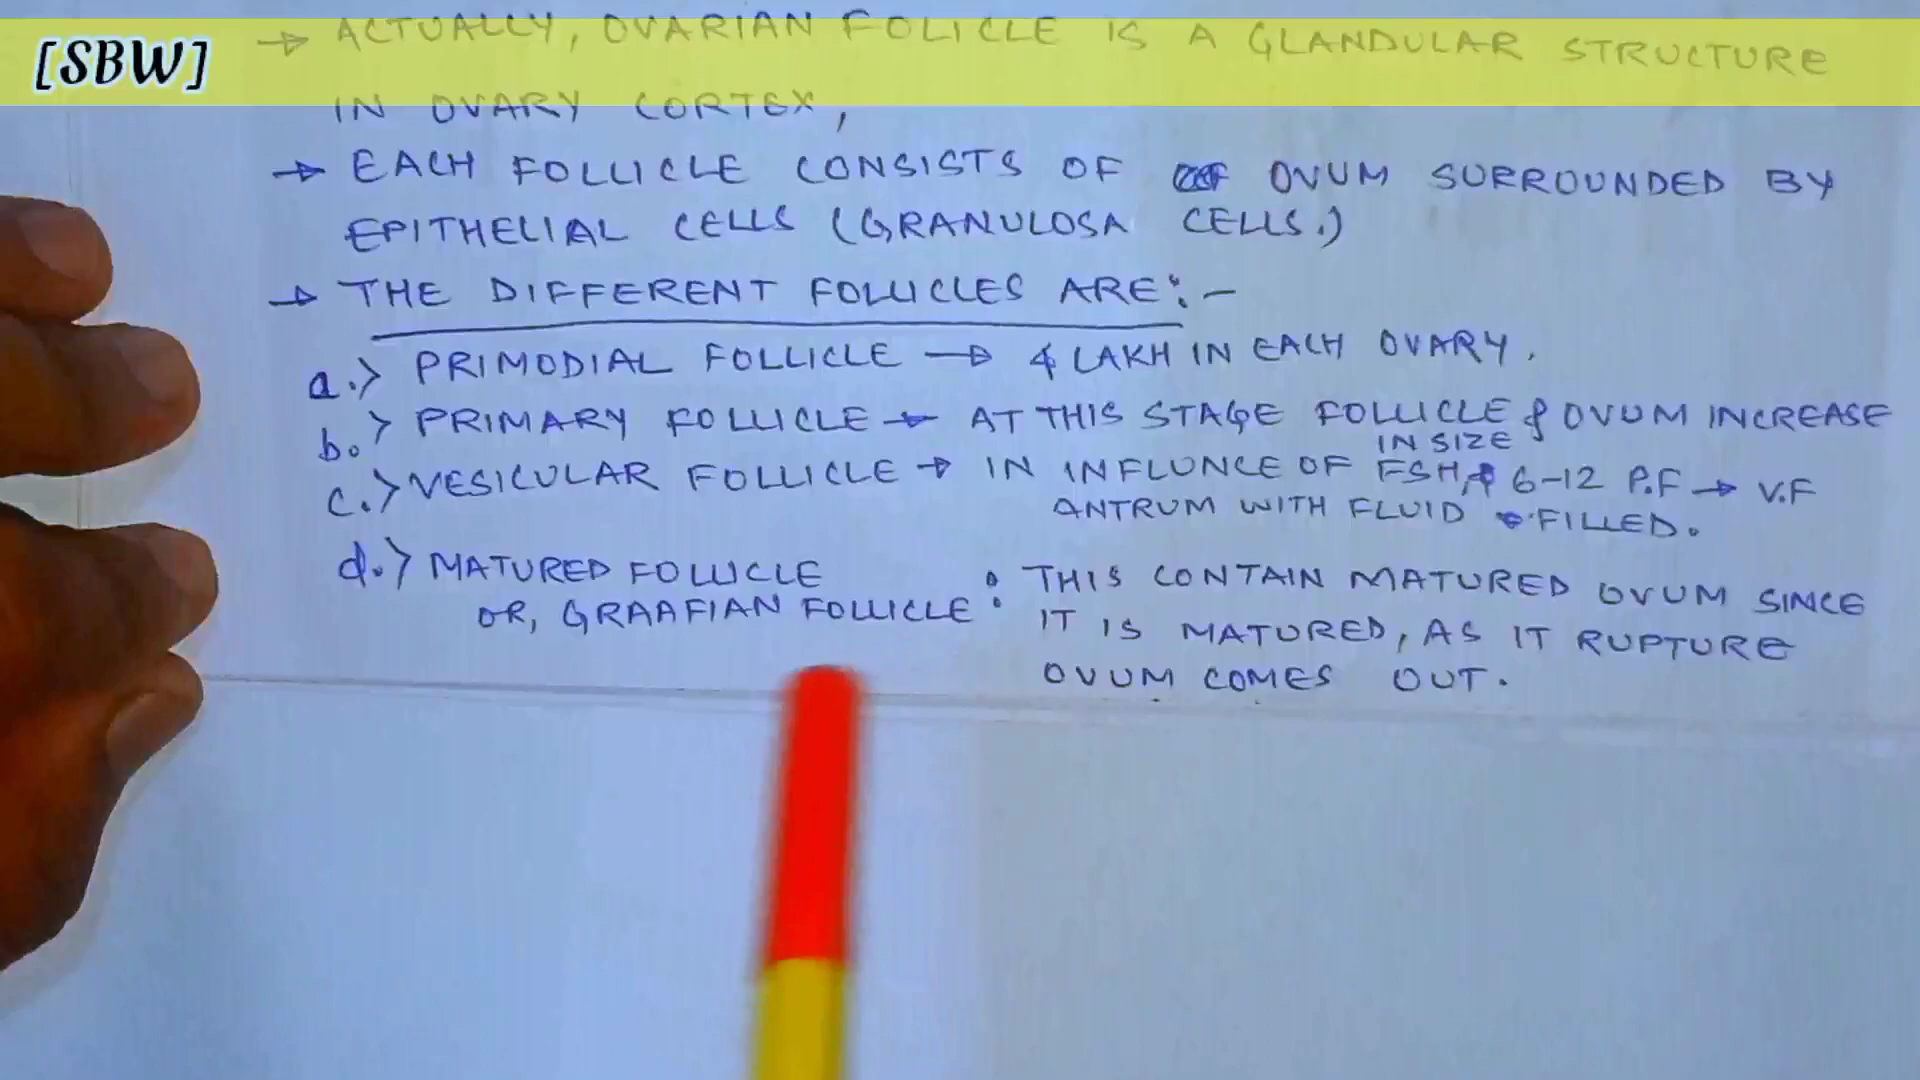 [SBW]
→ ACTUALLY, OVARIAN FOLICLE IS A GLANDULAR STRUCTURE
IN OVARY CORTEX,
→ EACH FOLLICLE CONSISTS OF OVUM SURROUNDED BY
EPITHELIAL CELLS (GRANULOSA CELLS.)
→ THE DIFFERENT FOLLICLES ARE:-
a.> PRIMODIAL FOLLICLE → 4 LAKH IN EACH OVARY.
b.> PRIMARY FOLLICLE → AT THIS STAGE FOLLICLE & OVUM INCREASE
IN SIZE
c.> VESICULAR FOLLICLE → IN INFLUNCE OF FSH, 6-12 P.F → V.F
ANTRUM WITH FLUID FILLED.
d.> MATURED FOLLICLE : THIS CONTAIN MATURED OVUM SINCE
OR, GRAAFIAN FOLLICLE IT IS MATURED, AS IT RUPTURE
OVUM COMES OUT.